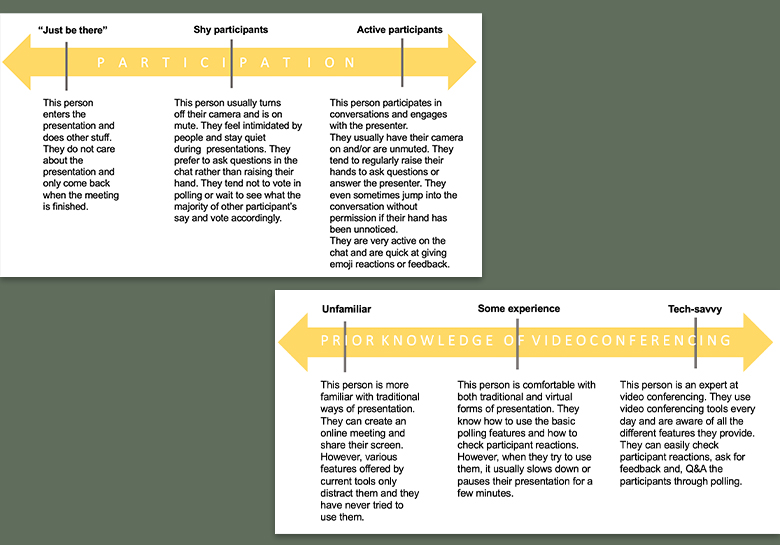 “Just be there”
Shy participants
Active participants
PARTICIPATION
This person
enters the
presentation and
does other stuff.
They do not care
about the
presentation and
only come back
when the meeting
is finished.
This person usually turns
off their camera and is on
mute. They feel intimidated by
people and stay quiet
during presentations. They
prefer to ask questions in the
chat rather than raising their
hand. They tend not to vote in
polling or wait to see what the
majority of other participant’s
say and vote accordingly.
This person participates in
conversations and engages
with the presenter.
They usually have their camera
on and/or are unmuted. They
tend to regularly raise their
hands to ask questions or
answer the presenter. They
even sometimes jump into the
conversation without
permission if their hand has
been unnoticed.
They are very active on the
chat and are quick at giving
emoji reactions or feedback.
Unfamiliar
Some experience
Tech-savvy
PRIOR KNOWLEDGE OF VIDEOCONFERENCING
This person is more
familiar with traditional
ways of presentation.
They can create an
online meeting and
share their screen.
However, various
features offered by
current tools only
distract them and they
have never tried to
use them.
This person is comfortable with
both traditional and virtual
forms of presentation. They
know how to use the basic
polling features and how to
check participant reactions.
However, when they try to use
them, it usually slows down or
pauses their presentation for a
few minutes.
This person is an expert at
video conferencing. They use
video conferencing tools every
day and are aware of all the
different features they provide.
They can easily check
participant reactions, ask for
feedback and, Q&A the
participants through polling.